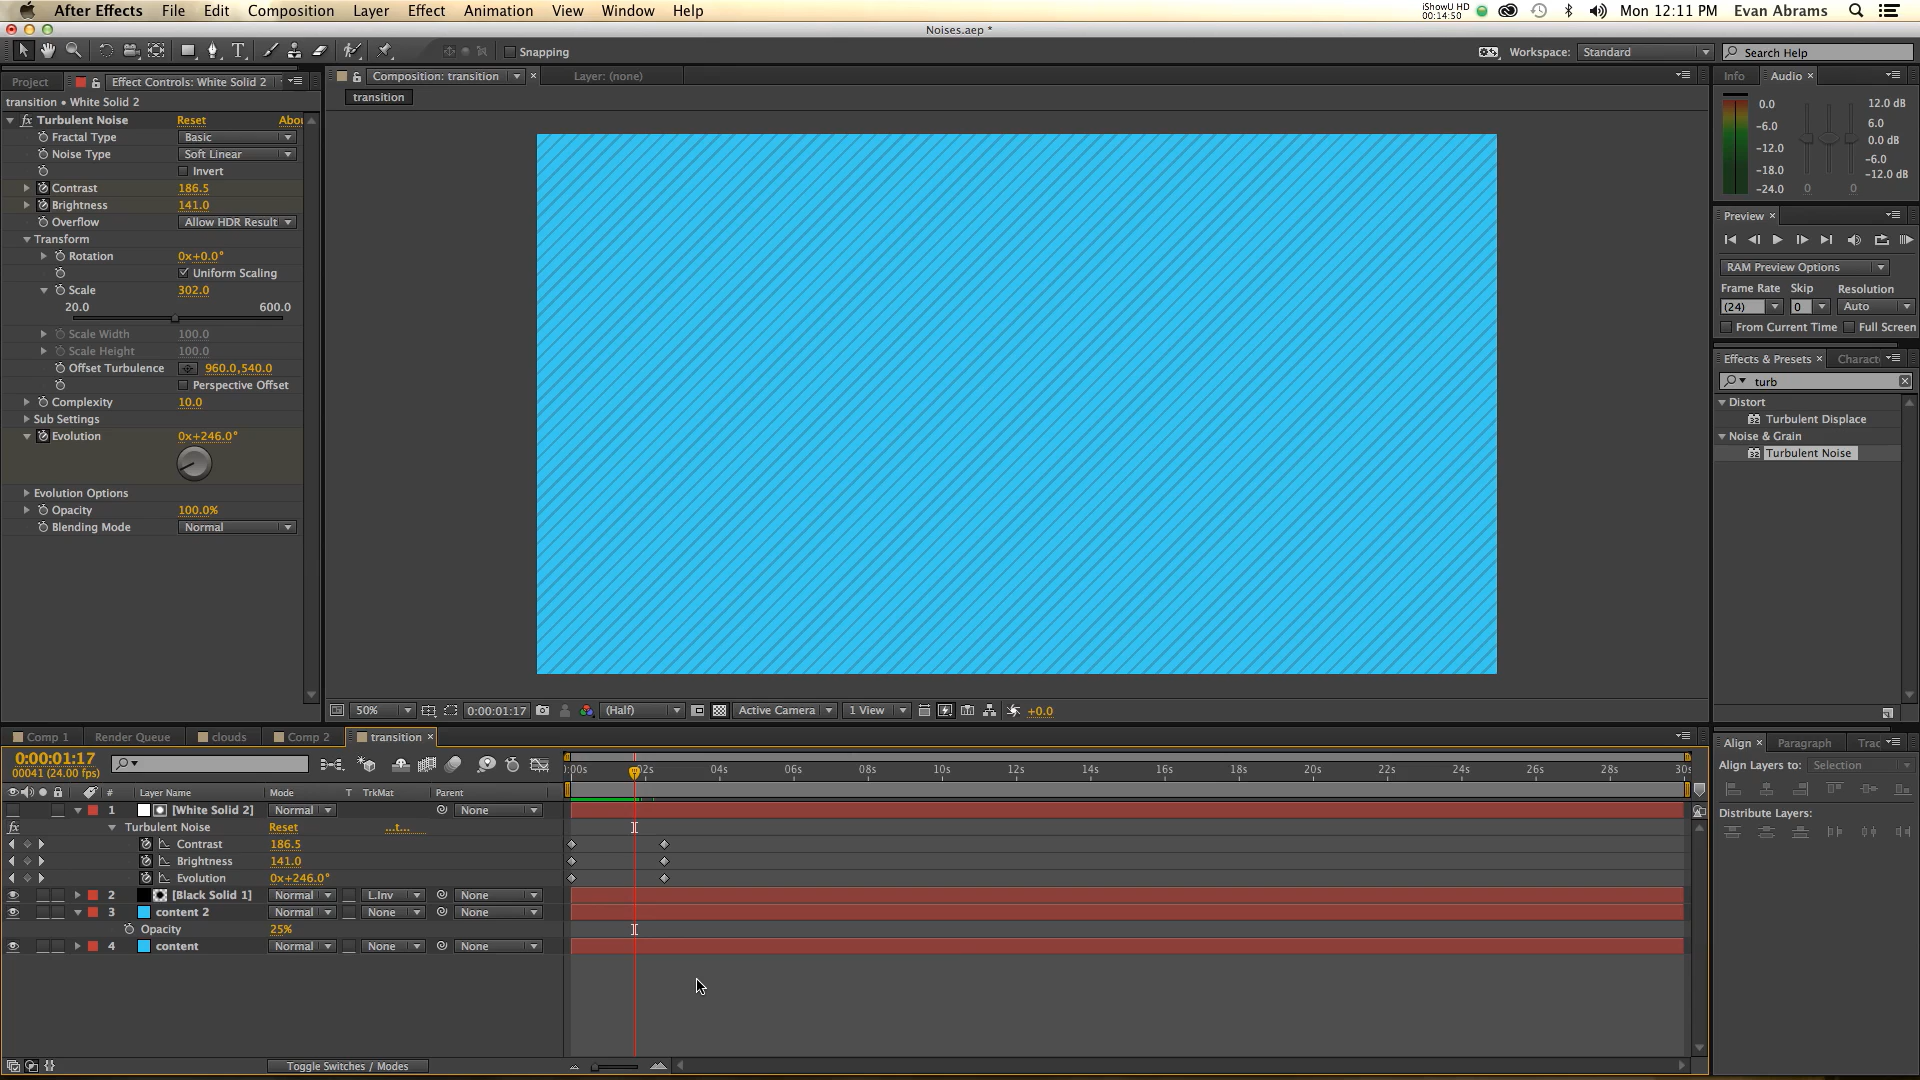 After Effects File Edit Composition Layer Effect Animation View Window Help iShowU HD 00:14:50 Mon 12:11 PM Evan Abrams
Noises.aep *
Snapping Workspace: Standard Search Help
Project Effect Controls: White Solid 2 Composition: transition Layer: (none) Info Audio
transition • White Solid 2 transition
Turbulent Noise Reset Abou
Fractal Type Basic
Noise Type Soft Linear
Invert
Contrast 186.5
Brightness 141.0
Overflow Allow HDR Result
Transform
Rotation 0x+0.0°
Uniform Scaling
Scale 302.0
20.0 600.0
Scale Width 100.0
Scale Height 100.0
Offset Turbulence 960.0,540.0
Perspective Offset
Complexity 10.0
Sub Settings
Evolution 0x+246.0°
Evolution Options
Opacity 100.0%
Blending Mode Normal
0.0 12.0 dB
-6.0 6.0
-12.0 0.0 dB
-18.0 -6.0
-24.0 0 0 -12.0 dB
Preview
RAM Preview Options
Frame Rate Skip Resolution
(24) 0 Auto
From Current Time Full Screen
Effects & Presets Charact
turb
Distort
Turbulent Displace
Noise & Grain
Turbulent Noise
50% 0:00:01:17 (Half) Active Camera 1 View +0.0
Comp 1 Render Queue clouds Comp 2 transition
0:00:01:17
00041 (24.00 fps)
:00s 02s 04s 06s 08s 10s 12s 14s 16s 18s 20s 22s 24s 26s 28s 30s
# Layer Name Mode T TrkMat Parent
1 [White Solid 2] Normal None
fx Turbulent Noise Reset ...t...
Contrast 186.5
Brightness 141.0
Evolution 0x+246.0°
2 [Black Solid 1] Normal L.Inv None
3 content 2 Normal None None
Opacity 25%
4 content Normal None None
Toggle Switches / Modes
Align Paragraph Trac
Align Layers to: Selection
Distribute Layers: